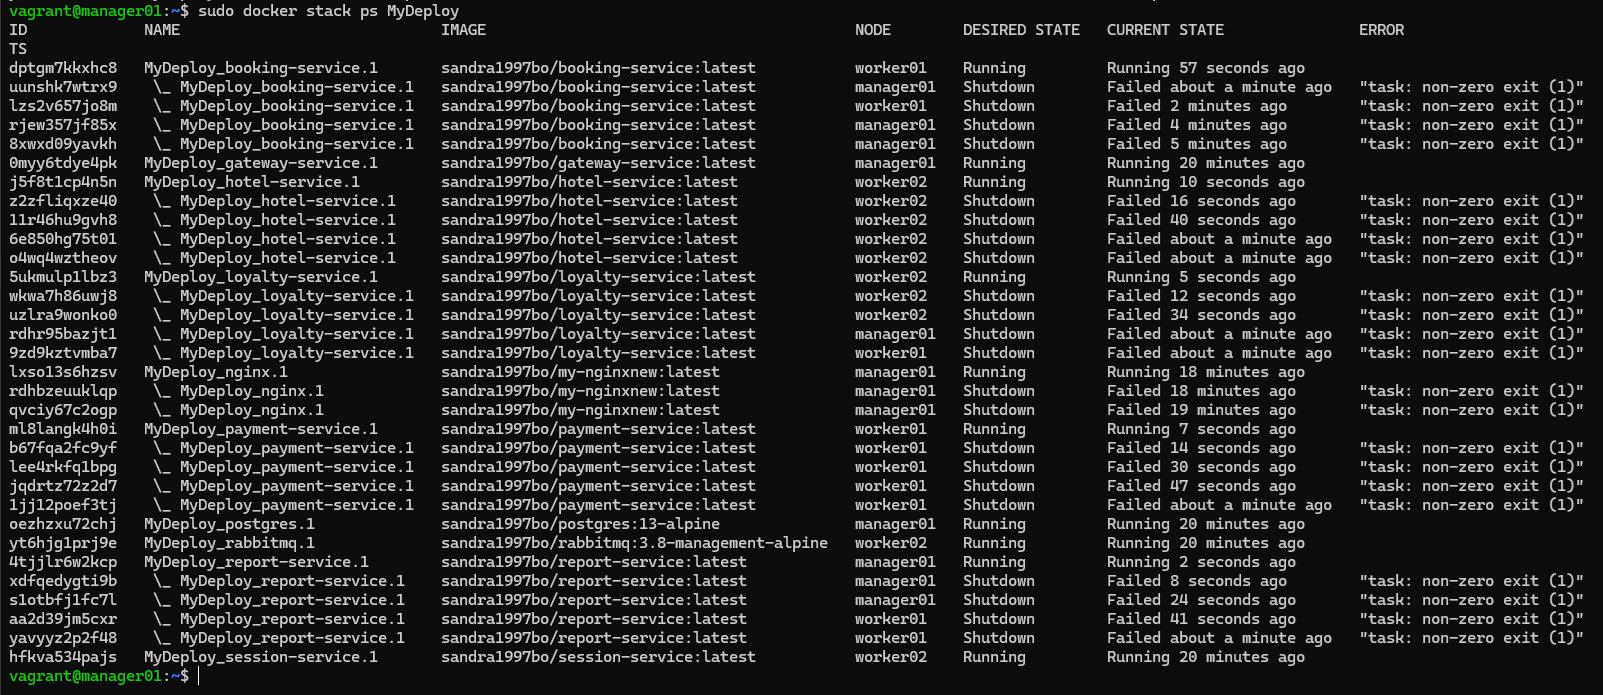 vagrant@manager01:~$ sudo docker stack ps MyDeploy
ID NAME IMAGE NODE DESIRED STATE CURRENT STATE ERROR
TS
dptgm7kkxhc8 MyDeploy_booking-service.1 sandra1997bo/booking-service:latest worker01 Running Running 57 seconds ago
uunshk7wtrx9 \_ MyDeploy_booking-service.1 sandra1997bo/booking-service:latest manager01 Shutdown Failed about a minute ago "task: non-zero exit (1)"
lzs2v657jo8m \_ MyDeploy_booking-service.1 sandra1997bo/booking-service:latest worker01 Shutdown Failed 2 minutes ago "task: non-zero exit (1)"
rjew357jf85x \_ MyDeploy_booking-service.1 sandra1997bo/booking-service:latest manager01 Shutdown Failed 4 minutes ago "task: non-zero exit (1)"
8xwxd09yavkh \_ MyDeploy_booking-service.1 sandra1997bo/booking-service:latest manager01 Shutdown Failed 5 minutes ago "task: non-zero exit (1)"
0myy6tdye4pk MyDeploy_gateway-service.1 sandra1997bo/gateway-service:latest manager01 Running Running 20 minutes ago
j5f8t1cp4n5n MyDeploy_hotel-service.1 sandra1997bo/hotel-service:latest worker02 Running Running 10 seconds ago
z2zfliqxze40 \_ MyDeploy_hotel-service.1 sandra1997bo/hotel-service:latest worker02 Shutdown Failed 16 seconds ago "task: non-zero exit (1)"
11r46hu9gvh8 \_ MyDeploy_hotel-service.1 sandra1997bo/hotel-service:latest worker02 Shutdown Failed 40 seconds ago "task: non-zero exit (1)"
6e850hg75t01 \_ MyDeploy_hotel-service.1 sandra1997bo/hotel-service:latest worker02 Shutdown Failed about a minute ago "task: non-zero exit (1)"
o4wq4wztheov \_ MyDeploy_hotel-service.1 sandra1997bo/hotel-service:latest worker02 Shutdown Failed about a minute ago "task: non-zero exit (1)"
5ukmulp1lbz3 MyDeploy_loyalty-service.1 sandra1997bo/loyalty-service:latest worker02 Running Running 5 seconds ago
wkwa7h86uwj8 \_ MyDeploy_loyalty-service.1 sandra1997bo/loyalty-service:latest worker02 Shutdown Failed 12 seconds ago "task: non-zero exit (1)"
uzlra9wonko0 \_ MyDeploy_loyalty-service.1 sandra1997bo/loyalty-service:latest worker02 Shutdown Failed 34 seconds ago "task: non-zero exit (1)"
rdhr95bazjt1 \_ MyDeploy_loyalty-service.1 sandra1997bo/loyalty-service:latest manager01 Shutdown Failed about a minute ago "task: non-zero exit (1)"
9zd9kztvmba7 \_ MyDeploy_loyalty-service.1 sandra1997bo/loyalty-service:latest worker01 Shutdown Failed about a minute ago "task: non-zero exit (1)"
lxso13s6hzsv MyDeploy_nginx.1 sandra1997bo/my-nginxnew:latest manager01 Running Running 18 minutes ago
rdhbzeuuklqp \_ MyDeploy_nginx.1 sandra1997bo/my-nginxnew:latest manager01 Shutdown Failed 18 minutes ago "task: non-zero exit (1)"
qvciy67c2ogp \_ MyDeploy_nginx.1 sandra1997bo/my-nginxnew:latest manager01 Shutdown Failed 19 minutes ago "task: non-zero exit (1)"
ml8langk4h0i MyDeploy_payment-service.1 sandra1997bo/payment-service:latest worker01 Running Running 7 seconds ago
b67fqa2fc9yf \_ MyDeploy_payment-service.1 sandra1997bo/payment-service:latest worker01 Shutdown Failed 14 seconds ago "task: non-zero exit (1)"
lee4rkfq1bpg \_ MyDeploy_payment-service.1 sandra1997bo/payment-service:latest worker01 Shutdown Failed 30 seconds ago "task: non-zero exit (1)"
jqdrtz72z2d7 \_ MyDeploy_payment-service.1 sandra1997bo/payment-service:latest worker01 Shutdown Failed 47 seconds ago "task: non-zero exit (1)"
1jj12poef3tj \_ MyDeploy_payment-service.1 sandra1997bo/payment-service:latest worker01 Shutdown Failed about a minute ago "task: non-zero exit (1)"
oezhzxu72chj MyDeploy_postgres.1 sandra1997bo/postgres:13-alpine manager01 Running Running 20 minutes ago
yt6hjg1prj9e MyDeploy_rabbitmq.1 sandra1997bo/rabbitmq:3.8-management-alpine worker02 Running Running 20 minutes ago
4tjjlr6w2kcp MyDeploy_report-service.1 sandra1997bo/report-service:latest manager01 Running Running 2 seconds ago
xdfqedygti9b \_ MyDeploy_report-service.1 sandra1997bo/report-service:latest manager01 Shutdown Failed 8 seconds ago "task: non-zero exit (1)"
s1otbfj1fc7l \_ MyDeploy_report-service.1 sandra1997bo/report-service:latest manager01 Shutdown Failed 24 seconds ago "task: non-zero exit (1)"
aa2d39jm5cxr \_ MyDeploy_report-service.1 sandra1997bo/report-service:latest worker01 Shutdown Failed 41 seconds ago "task: non-zero exit (1)"
yavyyz2p2f48 \_ MyDeploy_report-service.1 sandra1997bo/report-service:latest worker01 Shutdown Failed about a minute ago "task: non-zero exit (1)"
hfkva534pajs MyDeploy_session-service.1 sandra1997bo/session-service:latest worker02 Running Running 20 minutes ago
vagrant@manager01:~$